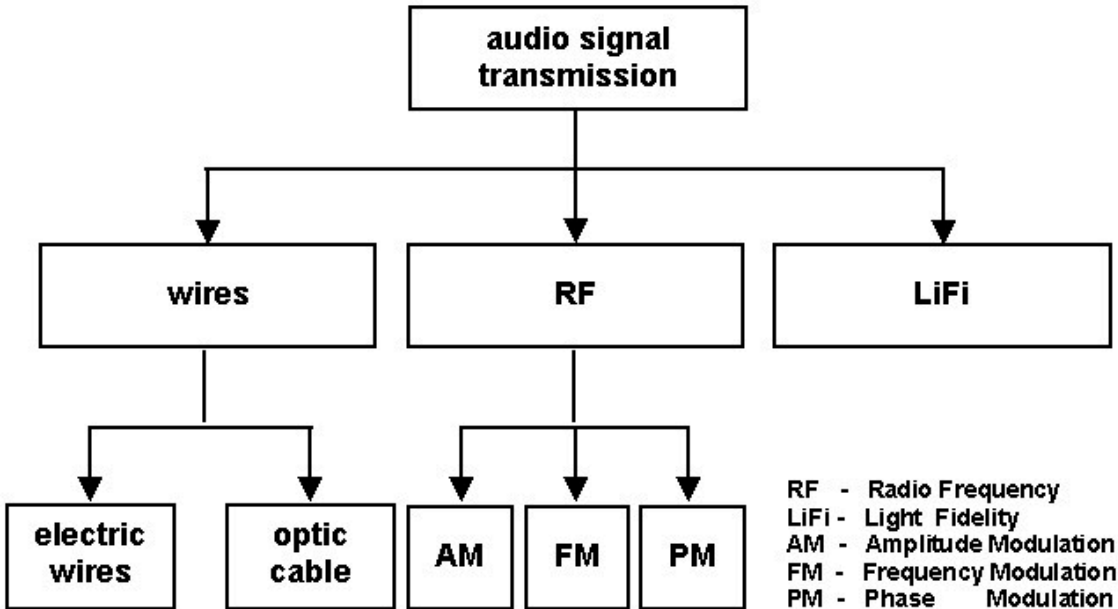 audio signal
transmission
wires
RF
LiFi
electric
wires
optic
cable
AM
FM
PM
RF - Radio Frequency
LiFi - Light Fidelity
AM - Amplitude Modulation
FM - Frequency Modulation
PM - Phase Modulation